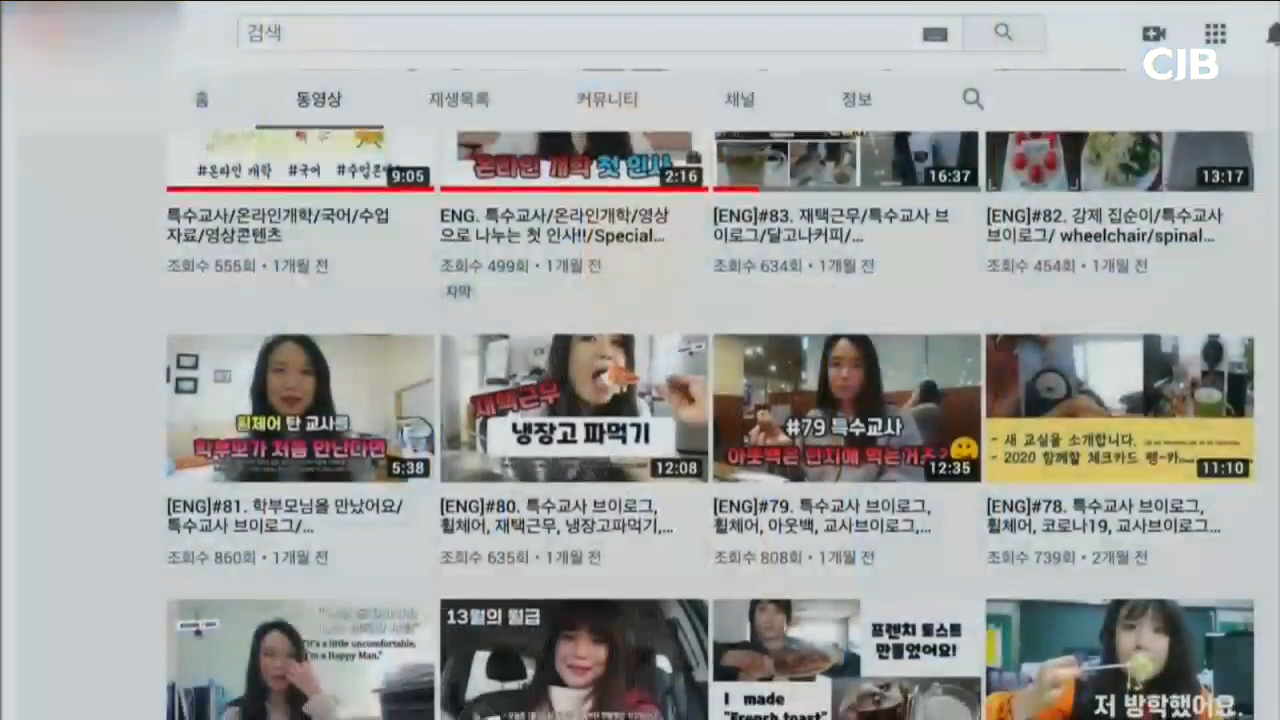 검색
CJB
홈 동영상 재생목록 커뮤니티 채널 정보
#온라인 개학 #국어
9:05
온라인 개학 첫 인사
2:16
16:37
13:17
특수교사/온라인개학/국어/수업
자료/영상콘텐츠
조회수 555회 • 1개월 전
ENG. 특수교사/온라인개학/영상
으로 나누는 첫 인사!!/Special...
조회수 499회 • 1개월 전
자막
[ENG]#83. 재택근무/특수교사 브
이로그/달고나커피/...
조회수 634회 • 1개월 전
[ENG]#82. 강제 집순이/특수교사
브이로그/ wheelchair/spinal...
조회수 454회 • 1개월 전
휠체어 탄 교사를
학부모가 처음 만난다면
5:38
재택근무
냉장고 파먹기
12:08
#79 특수교사
12:35
- 새 교실을 소개합니다.
- 2020 함께할 체크카드 펭-카
11:10
[ENG]#81. 학부모님을 만났어요/
특수교사 브이로그/...
조회수 860회 • 1개월 전
[ENG]#80. 특수교사 브이로그,
휠체어, 재택근무, 냉장고파먹기,...
조회수 635회 • 1개월 전
[ENG]#79. 특수교사 브이로그,
휠체어, 아웃백, 교사브이로그,...
조회수 808회 • 1개월 전
[ENG]#78. 특수교사 브이로그,
휠체어, 코로나19, 교사브이로그...
조회수 739회 • 2개월 전
"it's a little uncomfortable,
I'm a Happy Man."
13월의 월급
프렌치 토스트
만들었어요!
I made
"French toast"
저 방학했어요.